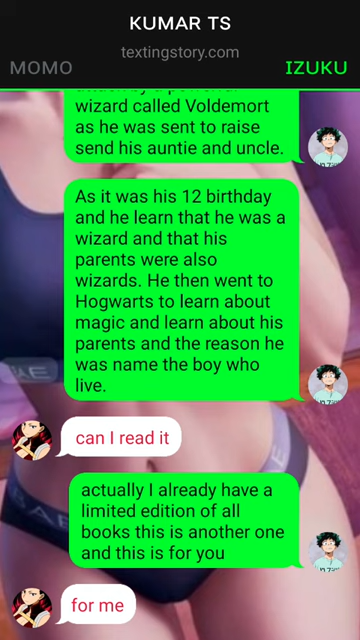 KUMAR TS
textingstory.com
MOMO
IZUKU
wizard called Voldemort
as he was sent to raise
send his auntie and uncle.
As it was his 12 birthday
and he learn that he was a
wizard and that his
parents were also
wizards. He then went to
Hogwarts to learn about
magic and learn about his
parents and the reason he
was name the boy who
live.
can I read it
actually I already have a
limited edition of all
books this is another one
and this is for you
for me